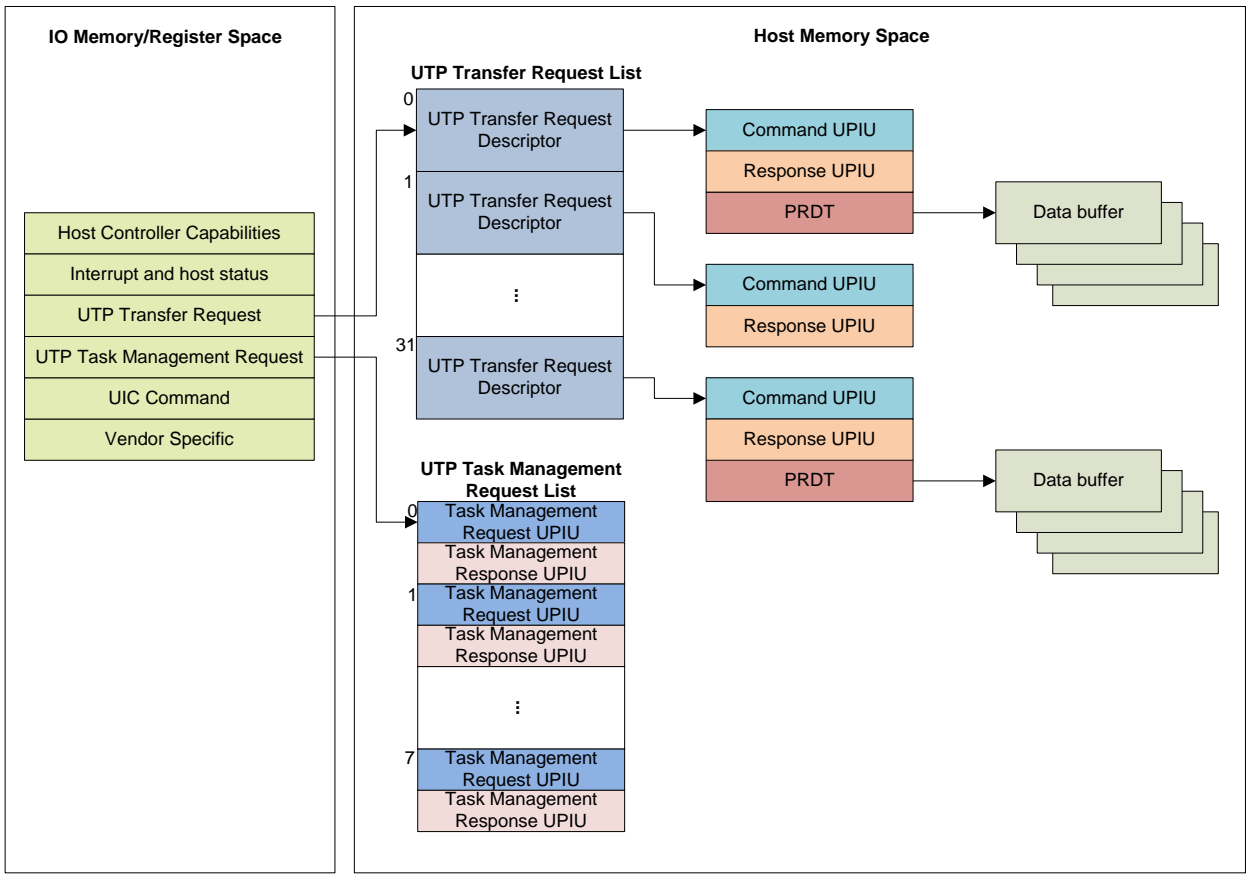 IO Memory/Register Space
Host Controller Capabilities
Interrupt and host status
UTP Transfer Request
UTP Task Management Request
UIC Command
Vendor Specific
Host Memory Space
UTP Transfer Request List
0
UTP Transfer Request
Descriptor
1
UTP Transfer Request
Descriptor
...
31
UTP Transfer Request
Descriptor
Command UPIU
Response UPIU
PRDT
Data buffer
Command UPIU
Response UPIU
Command UPIU
Response UPIU
PRDT
Data buffer
UTP Task Management
Request List
0
Task Management
Request UPIU
Task Management
Response UPIU
1
Task Management
Request UPIU
Task Management
Response UPIU
...
7
Task Management
Request UPIU
Task Management
Response UPIU